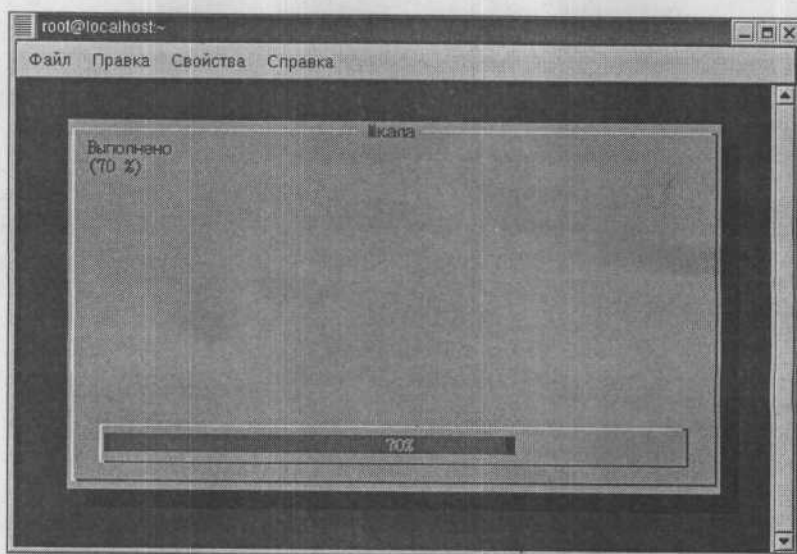 root@localhost:~
Файл Правка Свойства Справка
Шкала
Выполнено
(70 %)
70%